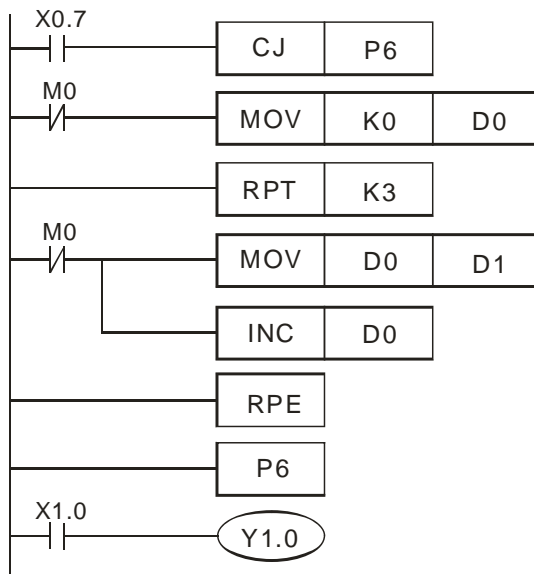 X0.7
CJ P6
M0
MOV K0 D0
RPT K3
M0
MOV D0 D1
INC D0
RPE
P6
X1.0
Y1.0